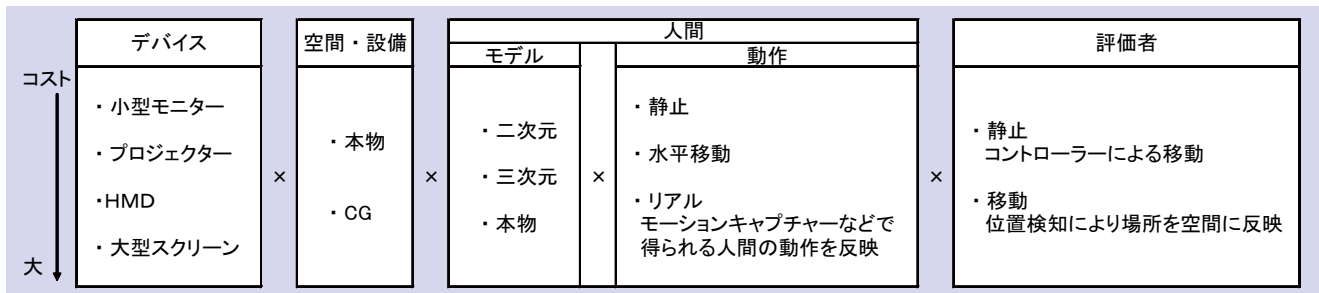 コスト
大
デバイス
・小型モニター
・プロジェクター
・HMD
・大型スクリーン
×
空間・設備
・本物
・CG
×
人間
モデル
・二次元
・三次元
・本物
×
動作
・静止
・水平移動
・リアル
モーションキャプチャーなどで
得られる人間の動作を反映
×
評価者
・静止
コントローラーによる移動
・移動
位置検知により場所を空間に反映